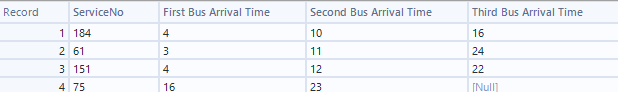 Record ServiceNo First Bus Arrival Time Second Bus Arrival Time Third Bus Arrival Time
1 184 4 10 16
2 61 3 11 24
3 151 4 12 22
4 75 16 23 [Null]